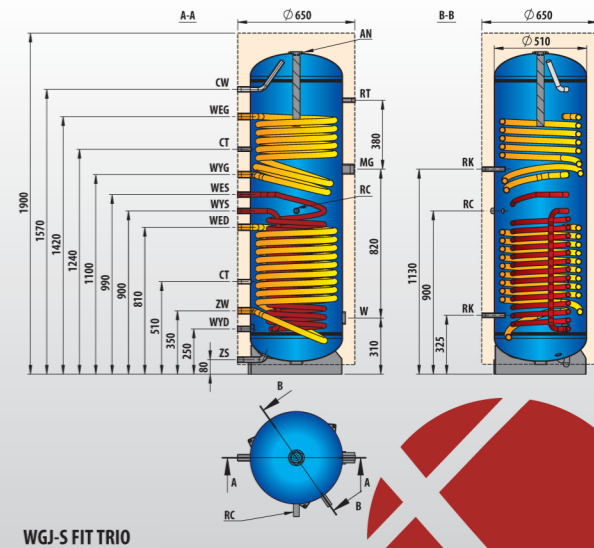 A-A
∅ 650
AN
CW
WEG
CT
WYG
WES
WYS
WED
CT
ZW
WYD
ZS
1900
1570
1420
1240
1100
990
900
810
510
350
250
80
RT
380
MG
RC
820
W
310
B-B
∅ 650
∅ 510
RK
RC
RK
1130
900
325
B
A
A
B
RC
WGJ-S FIT TRIO